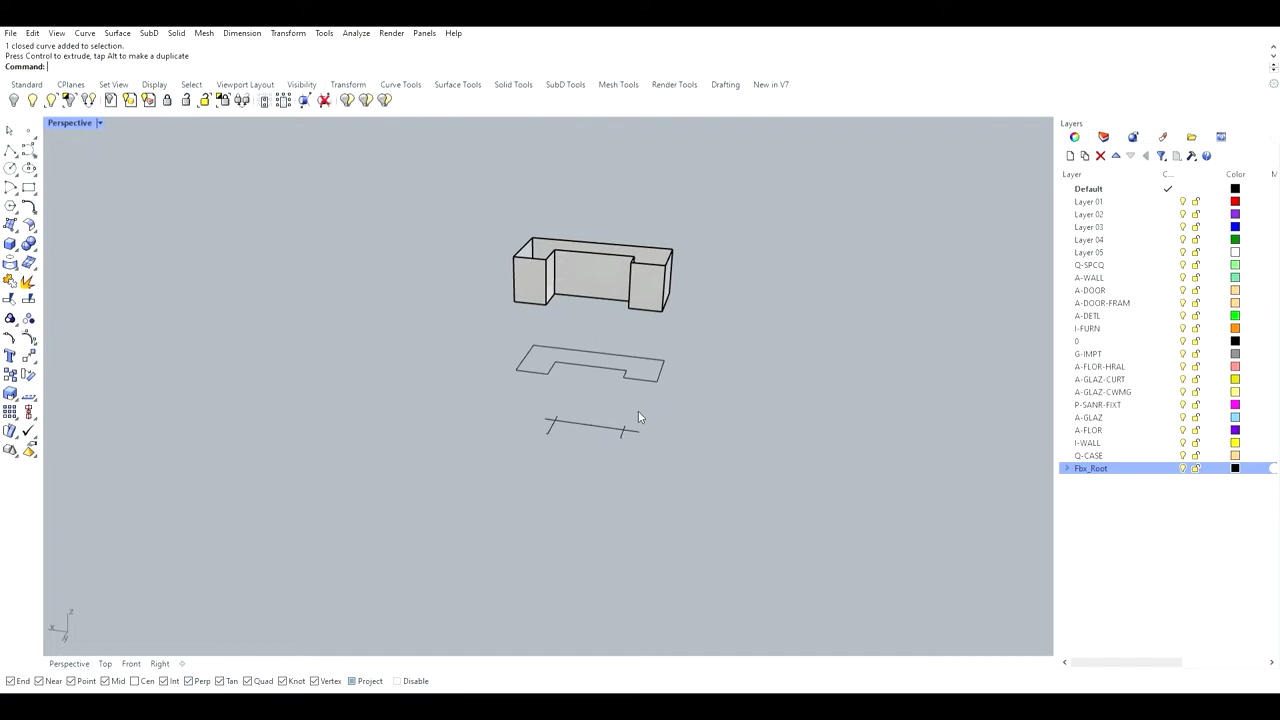 File Edit View Curve Surface SubD Solid Mesh Dimension Transform Tools Analyze Render Panels Help
1 closed curve added to selection.
Press Control to extrude, tap Alt to make a duplicate
Command:
Standard CPlanes Set View Display Select Viewport Layout Visibility Transform Curve Tools Surface Tools Solid Tools SubD Tools Mesh Tools Render Tools Drafting New in V7
Perspective
Layers
Layer C... Color M
Default
Layer 01
Layer 02
Layer 03
Layer 04
Layer 05
Q-SPCQ
A-WALL
A-DOOR
A-DOOR-FRAM
A-DETL
I-FURN
0
G-IMPT
A-FLOR-HRAL
A-GLAZ-CURT
A-GLAZ-CWMG
P-SANR-FIXT
A-GLAZ
A-FLOR
I-WALL
Q-CASE
Fbx_Root
z
x
Perspective Top Front Right
End Near Point Mid Cen Int Perp Tan Quad Knot Vertex Project Disable